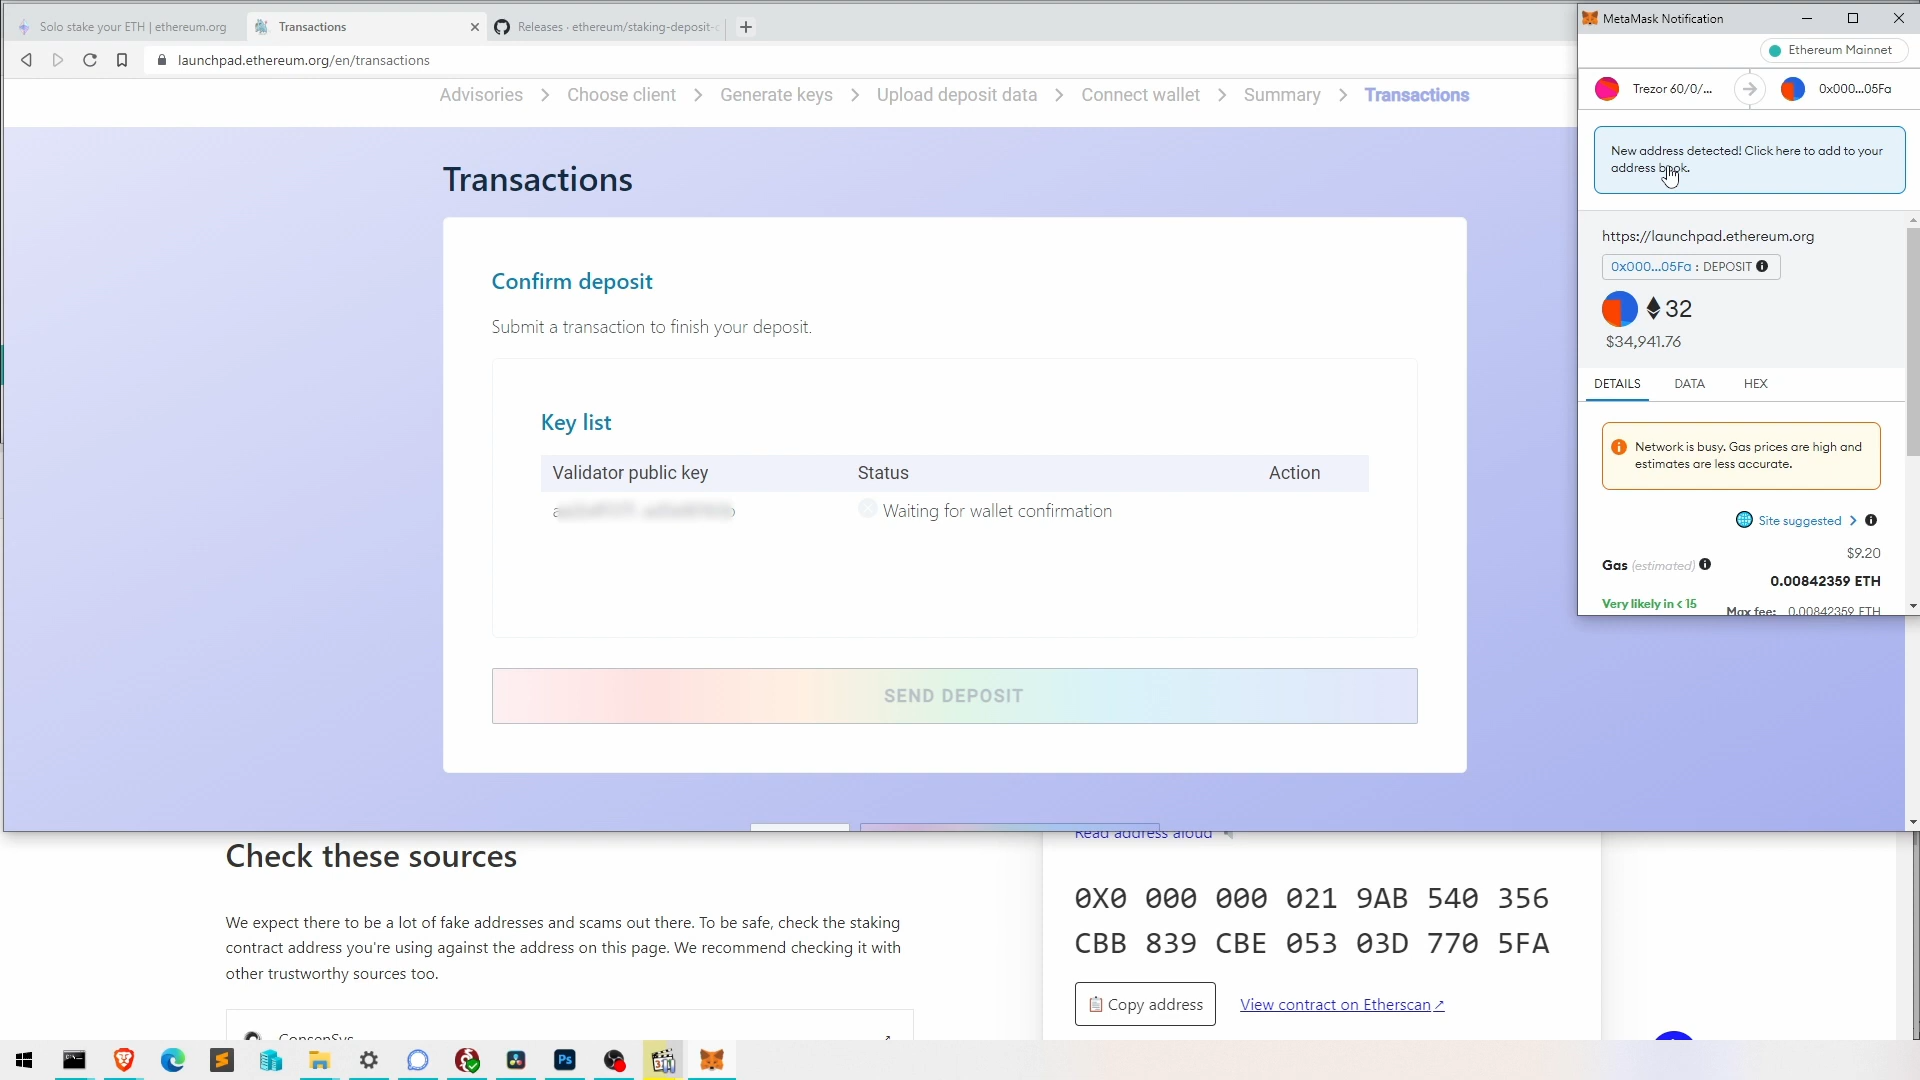 Solo stake your ETH | ethereum.org
Transactions
Releases · ethereum/staking-deposit-c
launchpad.ethereum.org/en/transactions
Advisories
Choose client
Generate keys
Upload deposit data
Connect wallet
Summary
Transactions
Transactions
Confirm deposit
Submit a transaction to finish your deposit.
Key list
Validator public key
Status
Action
Waiting for wallet confirmation
SEND DEPOSIT
MetaMask Notification
Ethereum Mainnet
Trezor 60/0/...
0x000...05Fa
New address detected! Click here to add to your
address book.
https://launchpad.ethereum.org
0x000...05Fa : DEPOSIT
32
$34,941.76
DETAILS
DATA
HEX
Network is busy. Gas prices are high and
estimates are less accurate.
Site suggested
$9.20
Gas (estimated)
0.00842359 ETH
Very likely in < 15
Max fee: 0.00842359 ETH
Check these sources
We expect there to be a lot of fake addresses and scams out there. To be safe, check the staking
contract address you're using against the address on this page. We recommend checking it with
other trustworthy sources too.
ConsenSys
Read address aloud
0X0 000 000 021 9AB 540 356
CBB 839 CBE 053 03D 770 5FA
Copy address
View contract on Etherscan
Ps